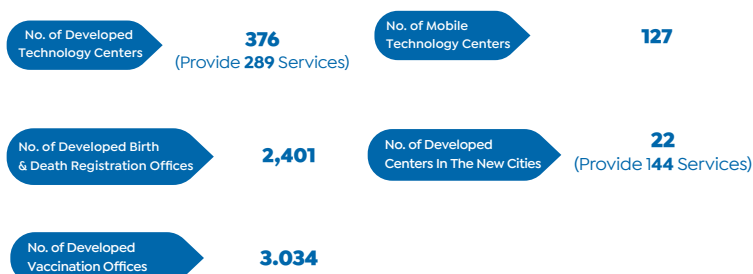 No. of Developed
Technology Centers
376
(Provide 289 Services)
No. of Mobile
Technology Centers
127
No. of Developed Birth
& Death Registration Offices
2,401
No. of Developed
Centers In The New Cities
22
(Provide 144 Services)
No. of Developed
Vaccination Offices
3.034